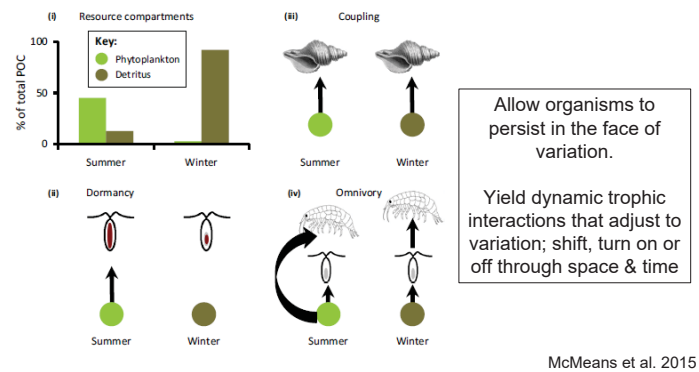 (i) Resource compartments
100
50
0
% of total POC
Key:
Phytoplankton
Detritus
Summer Winter
(iii) Coupling
Summer Winter
(ii) Dormancy
Summer Winter
(iv) Omnivory
Summer Winter
Allow organisms to
persist in the face of
variation.
Yield dynamic trophic
interactions that adjust to
variation; shift, turn on or
off through space & time
McMeans et al. 2015